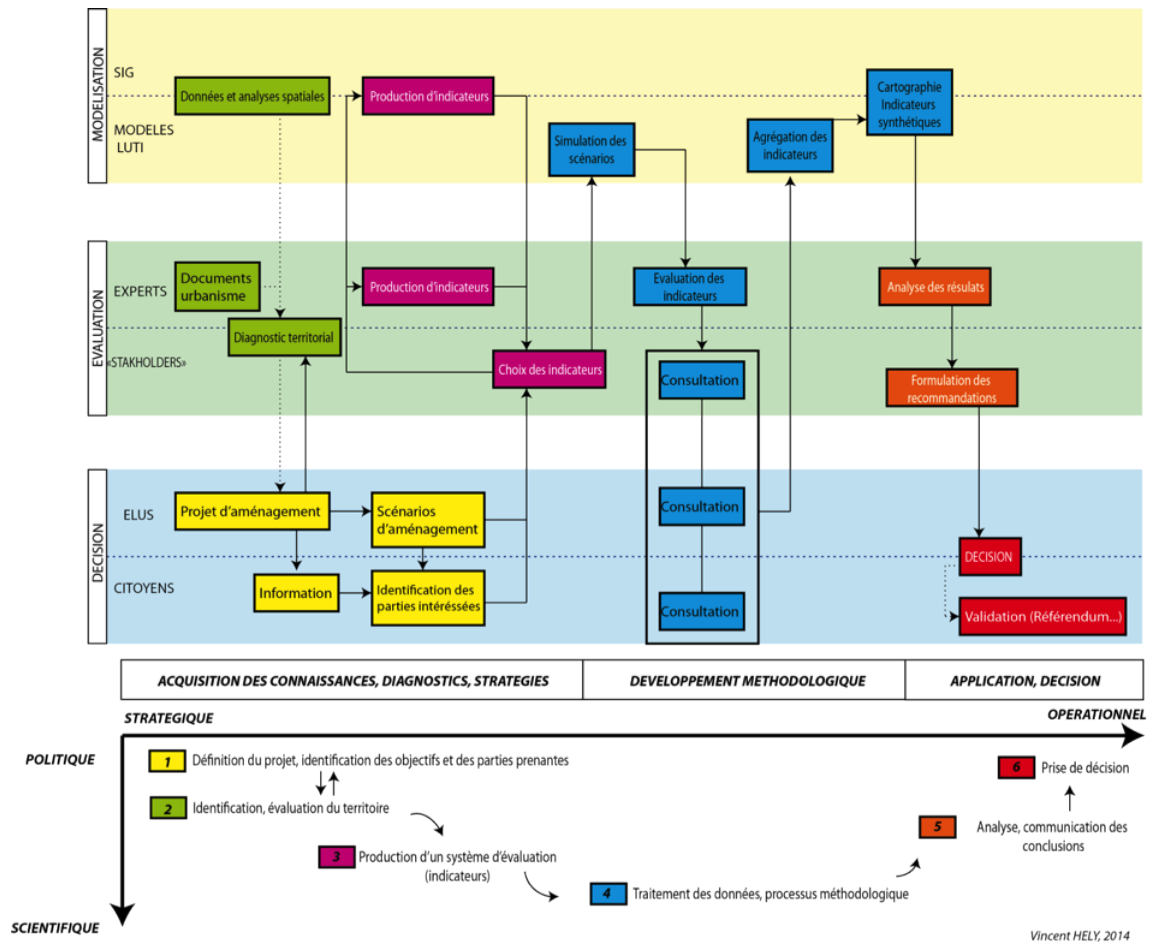 MODELISATION
SIG
MODELES
LUTI
Données et analyses spatiales
Production d'indicateurs
Simulation des
scénarios
Agrégation des
indicateurs
Cartographie
Indicateurs
synthétiques
EVALUATION
EXPERTS
«STAKHOLDERS»
Documents
urbanisme
Diagnostic territorial
Production d'indicateurs
Choix des indicateurs
Evaluation des
indicateurs
Consultation
Analyse des résulats
Formulation des
recommandations
DECISION
ELUS
CITOYENS
Projet d'aménagement
Scénarios
d'aménagement
Information
Identification des
parties intéréssées
Consultation
Consultation
DECISION
Validation (Référendum...)
ACQUISITION DES CONNAISSANCES, DIAGNOSTICS, STRATEGIES
DEVELOPPEMENT METHODOLOGIQUE
APPLICATION, DECISION
STRATEGIQUE
OPERATIONNEL
POLITIQUE
1 Définition du projet, identification des objectifs et des parties prenantes
2 Identification, évaluation du territoire
3 Production d'un système d'évaluation
(indicateurs)
4 Traitement des données, processus méthodologique
5 Analyse, communication des
conclusions
6 Prise de décision
SCIENTIFIQUE
Vincent HELY, 2014